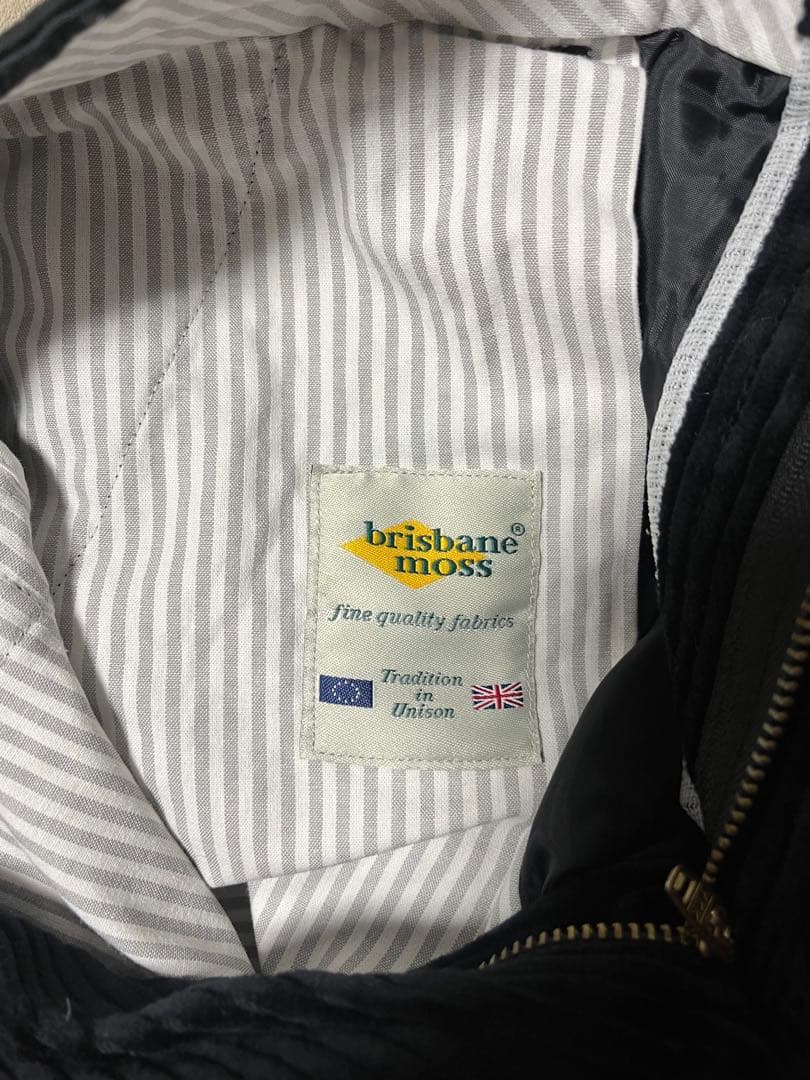 brisbane®
moss
fine quality fabrics
Tradition
in
Unison